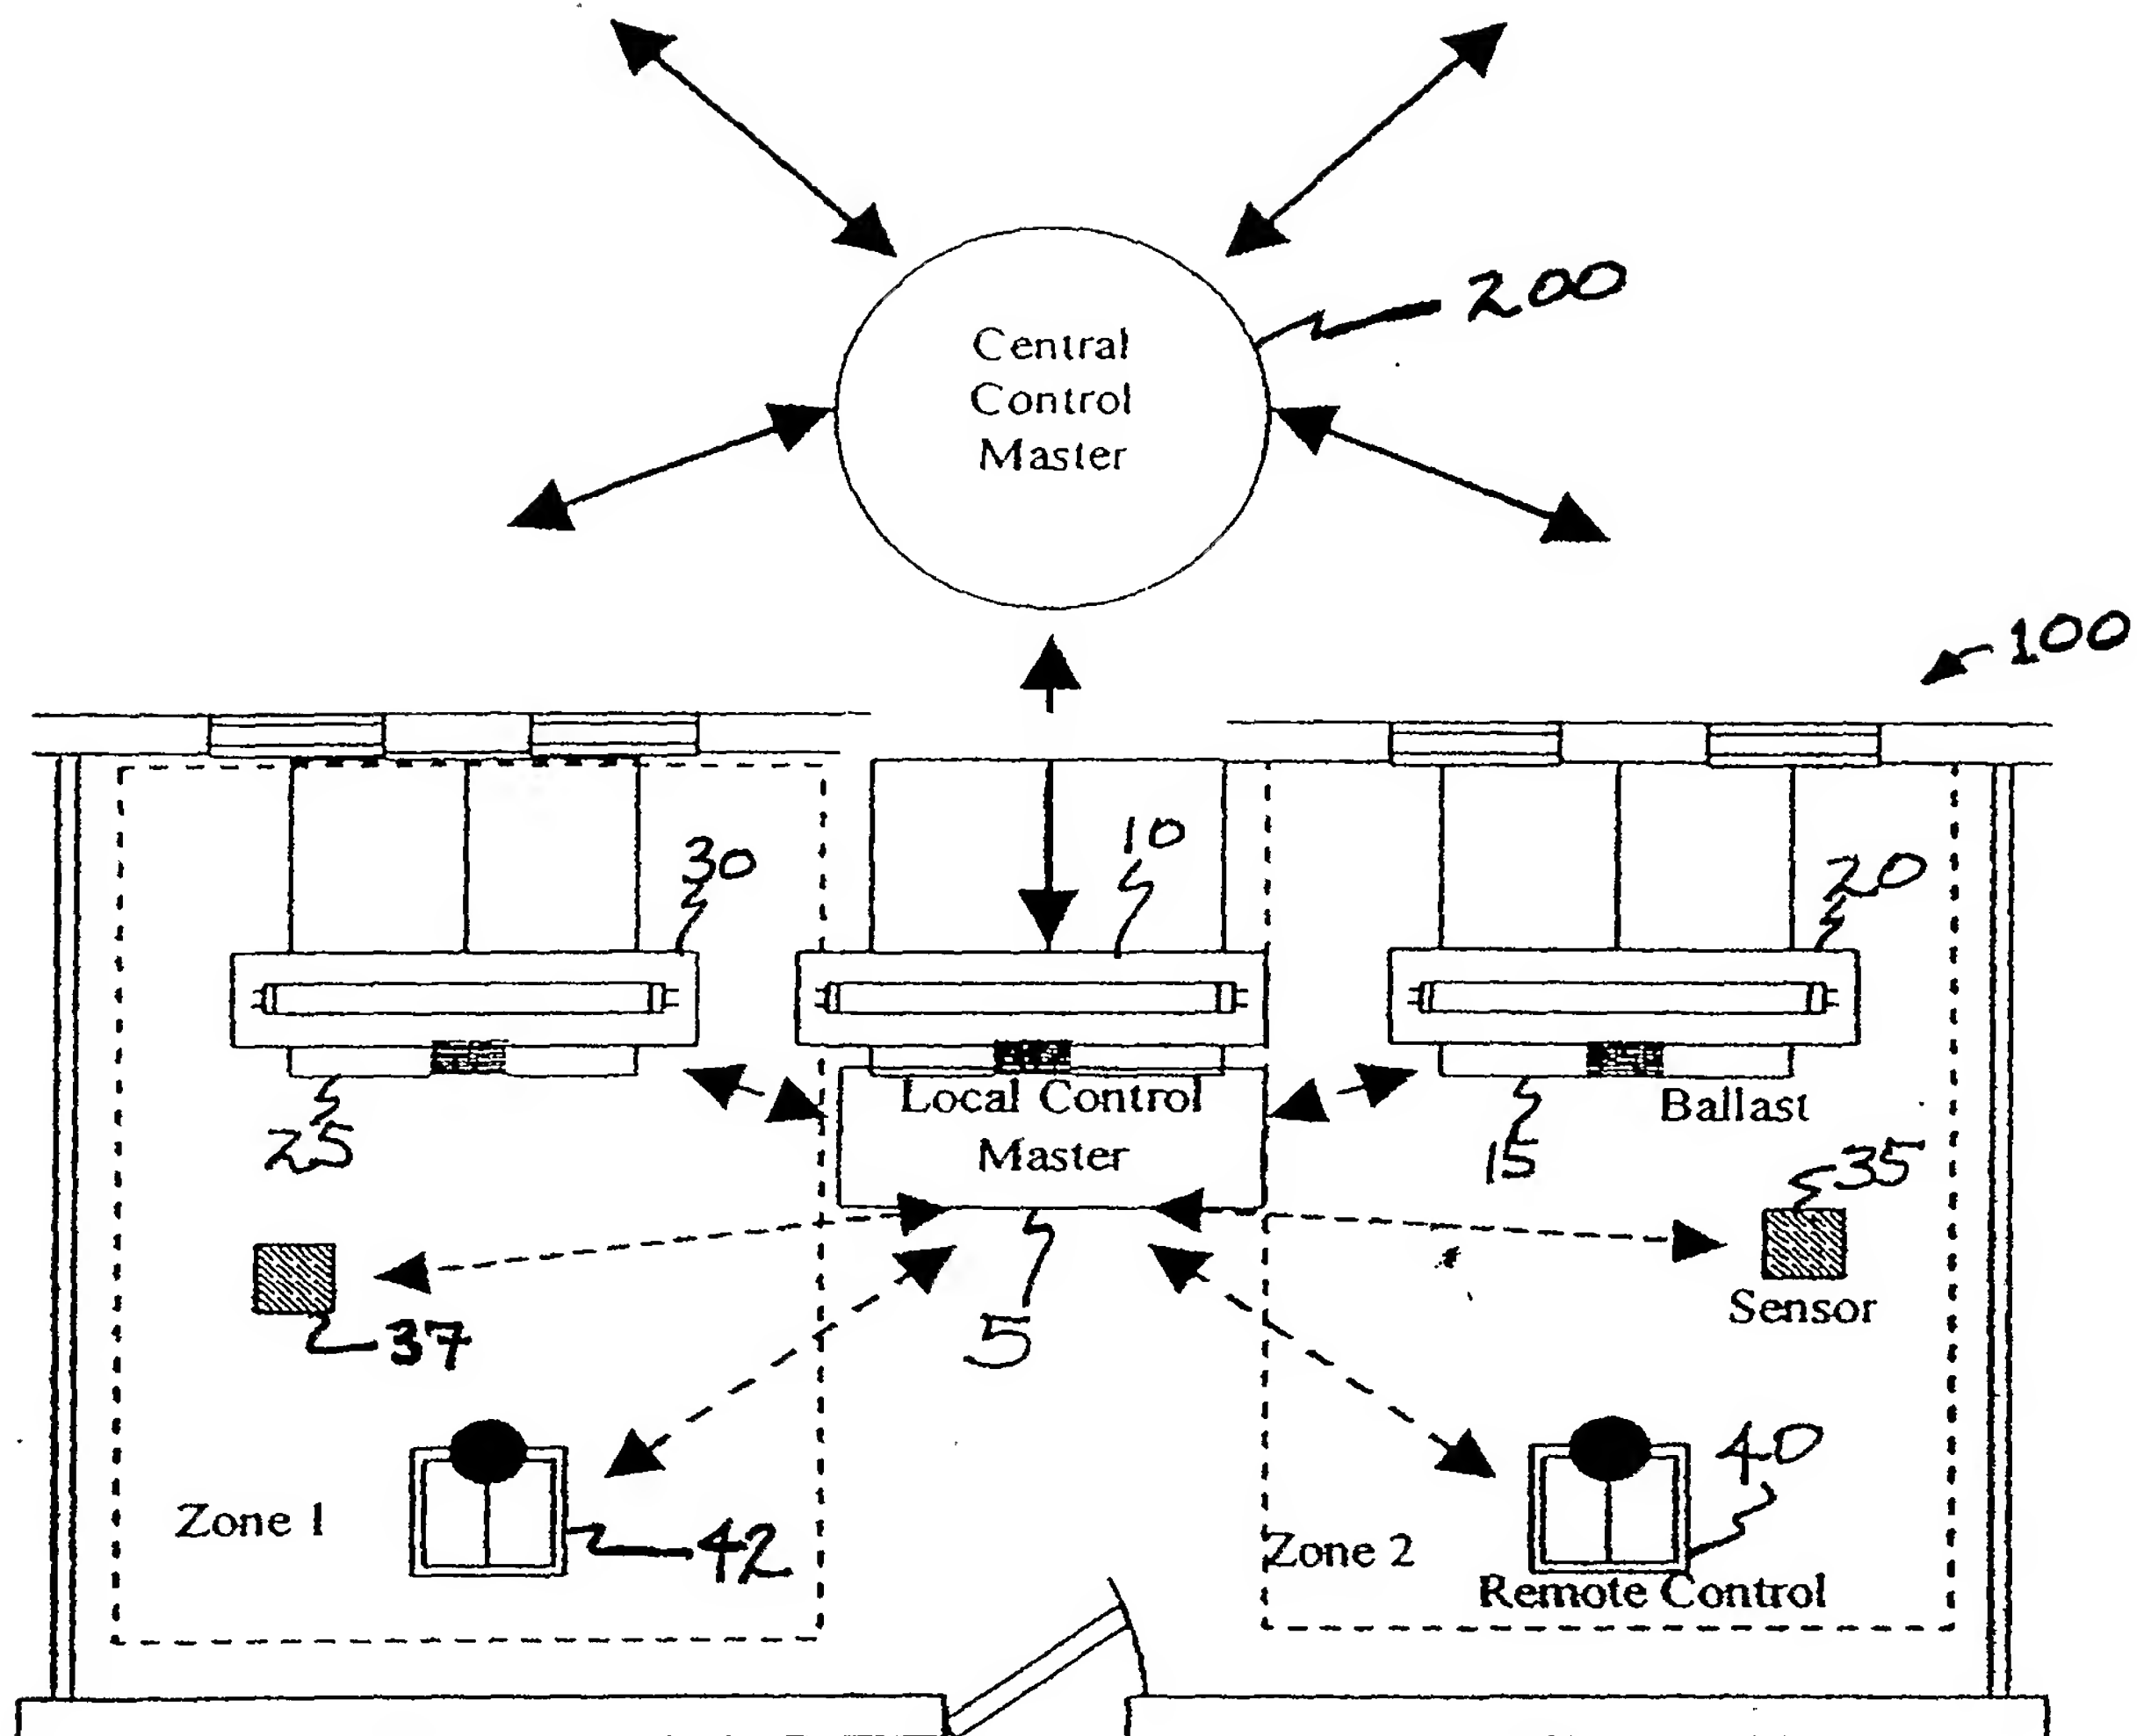 200
Central
Control
Master
100
10
30
20
Local Control
Master
Ballast
25
15
35
Sensor
37
5
40
Zone 1
42
Zone 2
Remote Control